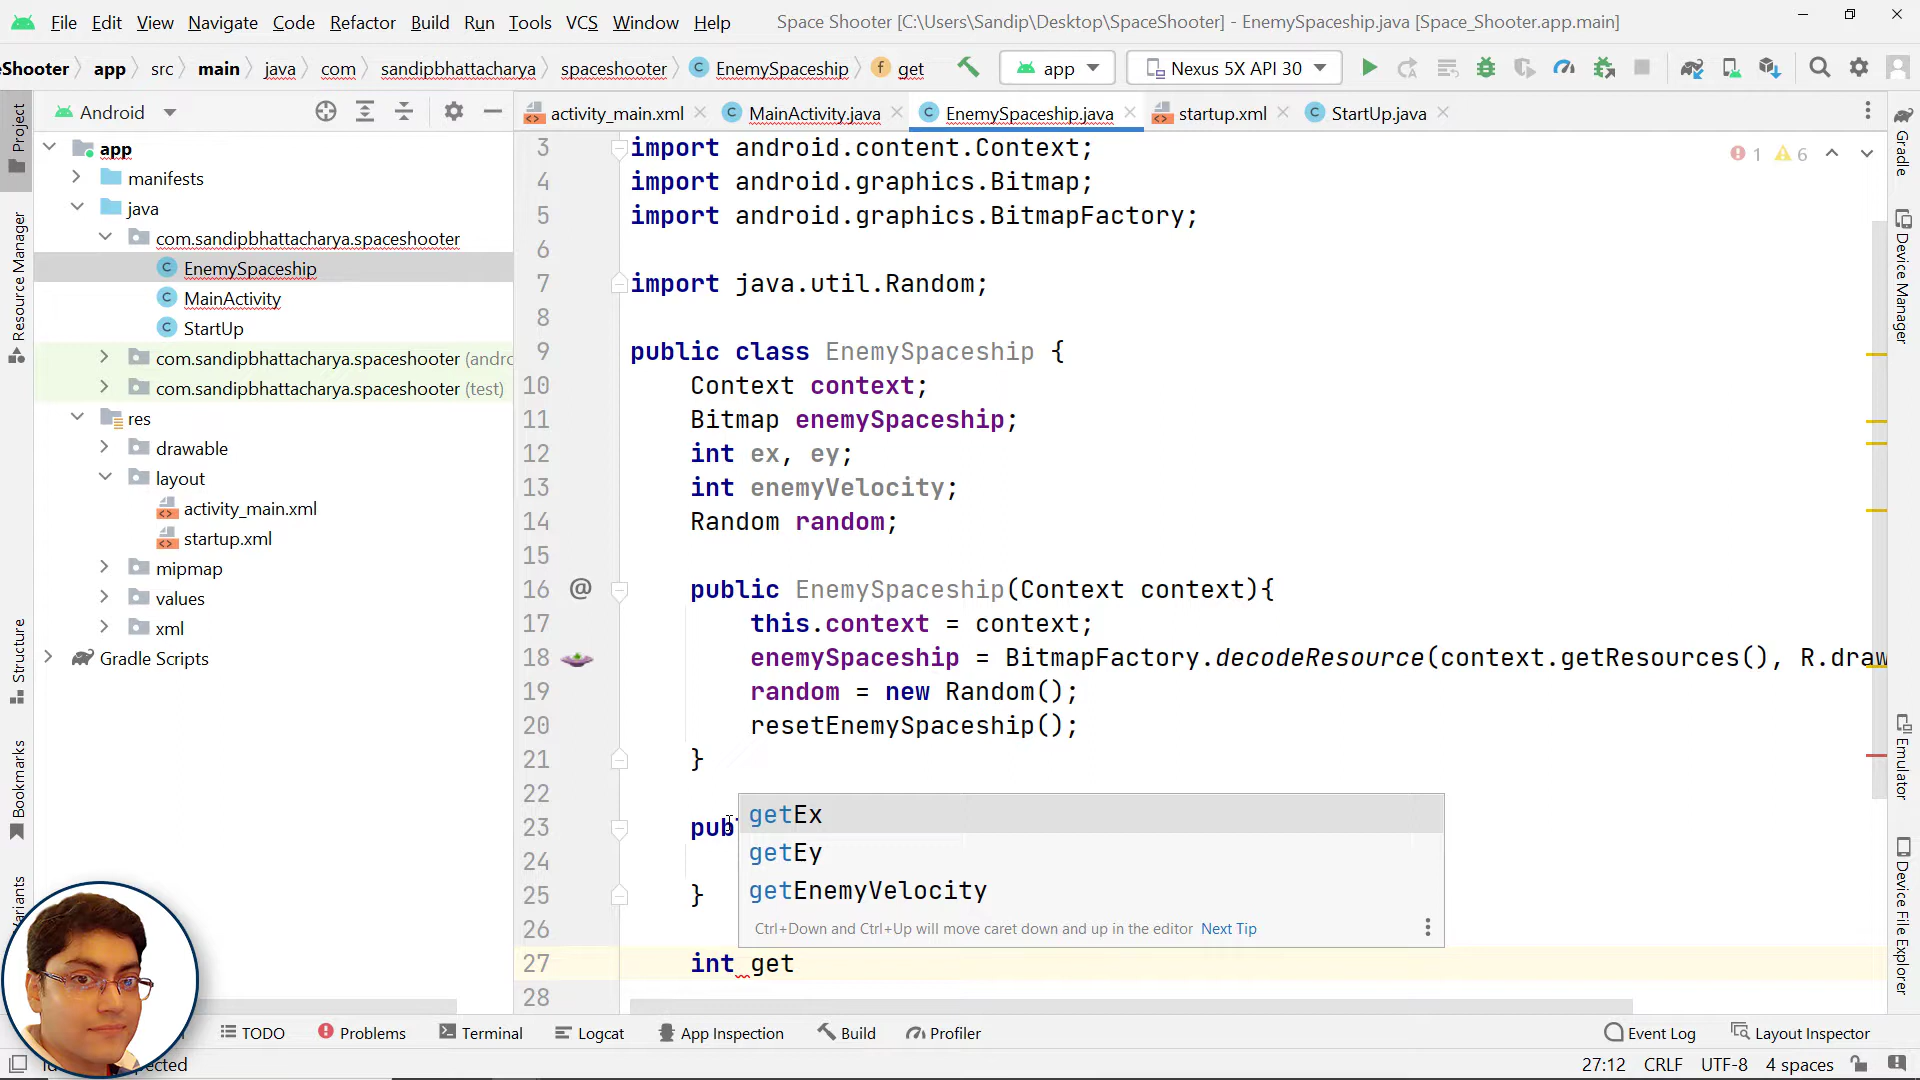 File Edit View Navigate Code Refactor Build Run Tools VCS Window Help Space Shooter [C:\Users\Sandip\Desktop\SpaceShooter] - EnemySpaceship.java [Space_Shooter.app.main]
eShooter app src main java com sandipbhattacharya spaceshooter EnemySpaceship get app Nexus 5X API 30
Android
activity_main.xml MainActivity.java EnemySpaceship.java startup.xml StartUp.java
Project
Resource Manager
Structure
Bookmarks
app
manifests
java
com.sandipbhattacharya.spaceshooter
EnemySpaceship
MainActivity
StartUp
com.sandipbhattacharya.spaceshooter (andro
com.sandipbhattacharya.spaceshooter (test)
res
drawable
layout
activity_main.xml
startup.xml
mipmap
values
xml
Gradle Scripts
1 6
3 import android.content.Context;
4 import android.graphics.Bitmap;
5 import android.graphics.BitmapFactory;
6
7 import java.util.Random;
8
9 public class EnemySpaceship {
10 Context context;
11 Bitmap enemySpaceship;
12 int ex, ey;
13 int enemyVelocity;
14 Random random;
15
16 @ public EnemySpaceship(Context context){
17 this.context = context;
18 enemySpaceship = BitmapFactory.decodeResource(context.getResources(), R.draw
19 random = new Random();
20 resetEnemySpaceship();
21 }
22
23 pub
24
25 }
26
27 int get
28
getEx
getEy
getEnemyVelocity
Ctrl+Down and Ctrl+Up will move caret down and up in the editor Next Tip
Gradle
Device Manager
Emulator
Device File Explorer
TODO Problems Terminal Logcat App Inspection Build Profiler Event Log Layout Inspector
27:12 CRLF UTF-8 4 spaces